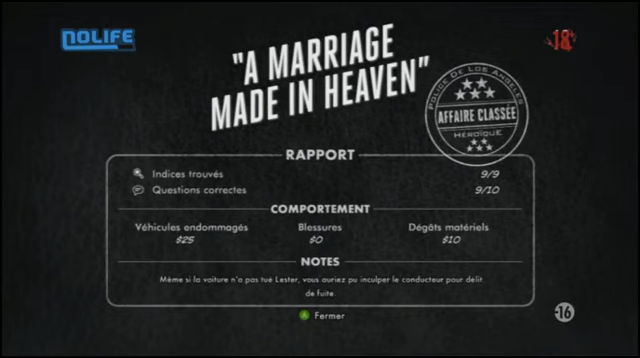 NOLIFE
18
"A MARRIAGE
MADE IN HEAVEN"
POLICE DE LOS ANGELES
AFFAIRE CLASSÉE
HÉROÏQUE
RAPPORT
Indices trouvés 9/9
Questions correctes 9/10
COMPORTEMENT
Véhicules endommagés Blessures Dégâts matériels
$25 $0 $10
NOTES
Même si la voiture n'a pas tué Lester, vous auriez pu inculper le conducteur pour délit
de fuite.
A Fermer
-16